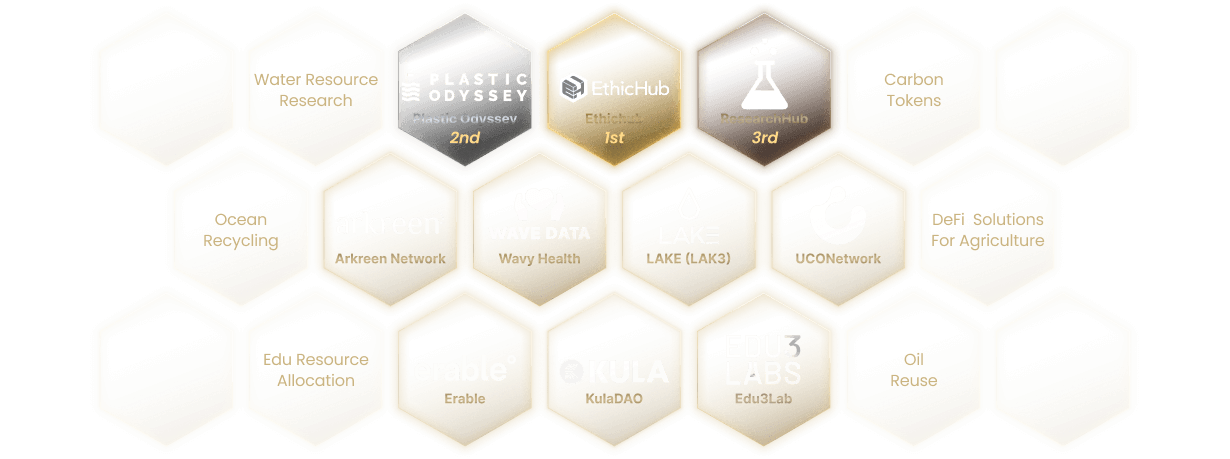 Water Resource
Research
PLASTIC
ODYSSEY
Plastic Odyssey
2nd
EthicHub
Ethichub
1st
ResearchHub
3rd
Carbon
Tokens
Ocean
Recycling
Arkreen
Arkreen Network
WAVE DATA
Wavy Health
LAKE
LAKE (LAK3)
UCONetwork
DeFi Solutions
For Agriculture
Edu Resource
Allocation
erable
Erable
KULA
KulaDAO
EDU3
LABS
Edu3Lab
Oil
Reuse